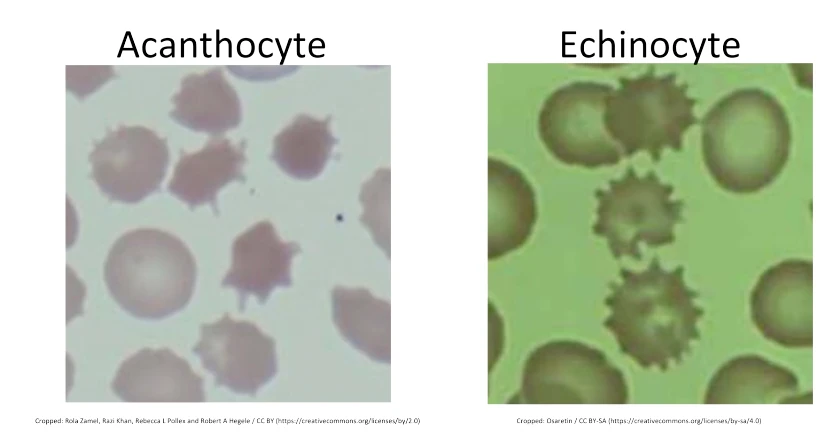 Acanthocyte
Echinocyte
Cropped: Rola Zamel, Razi Khan, Rebecca L Pollex and Robert A Hegele / CC BY (https://creativecommons.org/licenses/by/2.0)
Cropped: Osaretin / CC BY-SA (https://creativecommons.org/licenses/by-sa/4.0)